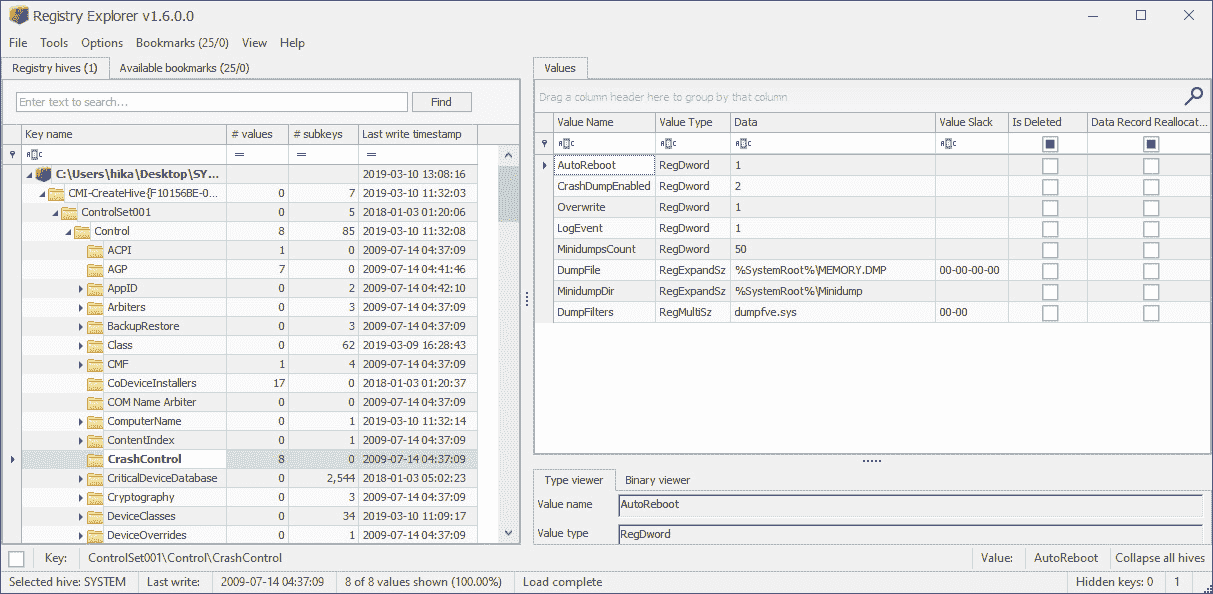 Registry Explorer v1.6.0.0
File Tools Options Bookmarks (25/0) View Help
Registry hives (1) Available bookmarks (25/0)
Enter text to search... Find
Key name # values # subkeys Last write timestamp
= = =
C:\Users\hika\Desktop\SY... 2019-03-10 13:08:16
CMI-CreateHive{F10156BE-0... 0 7 2019-03-10 11:32:03
ControlSet001 0 5 2018-01-03 01:20:06
Control 8 85 2019-03-10 11:32:08
ACPI 1 0 2009-07-14 04:37:09
AGP 7 0 2009-07-14 04:41:46
AppID 0 2 2009-07-14 04:42:10
Arbiters 0 3 2009-07-14 04:37:09
BackupRestore 0 3 2009-07-14 04:37:09
Class 0 62 2019-03-09 16:28:43
CMF 1 4 2009-07-14 04:37:09
CoDeviceInstallers 17 0 2018-01-03 01:20:37
COM Name Arbiter 0 0 2009-07-14 04:37:09
ComputerName 0 1 2019-03-10 11:32:14
ContentIndex 0 1 2009-07-14 04:37:09
CrashControl 8 0 2009-07-14 04:37:09
CriticalDeviceDatabase 0 2,544 2018-01-03 05:02:23
Cryptography 0 3 2009-07-14 04:37:09
DeviceClasses 0 34 2019-03-10 11:09:17
DeviceOverrides 0 1 2009-07-14 04:37:09
Values
Drag a column header here to group by that column
Value Name Value Type Data Value Slack Is Deleted Data Record Reallocat...
AutoReboot RegDword 1
CrashDumpEnabled RegDword 2
Overwrite RegDword 1
LogEvent RegDword 1
MinidumpsCount RegDword 50
DumpFile RegExpandSz %SystemRoot%\MEMORY.DMP 00-00-00-00
MinidumpDir RegExpandSz %SystemRoot%\Minidump
DumpFilters RegMultiSz dumpfve.sys 00-00
Type viewer Binary viewer
Value name AutoReboot
Value type RegDword
Key: ControlSet001\Control\CrashControl Value: AutoReboot Collapse all hives
Selected hive: SYSTEM Last write: 2009-07-14 04:37:09 8 of 8 values shown (100.00%) Load complete Hidden keys: 0 1